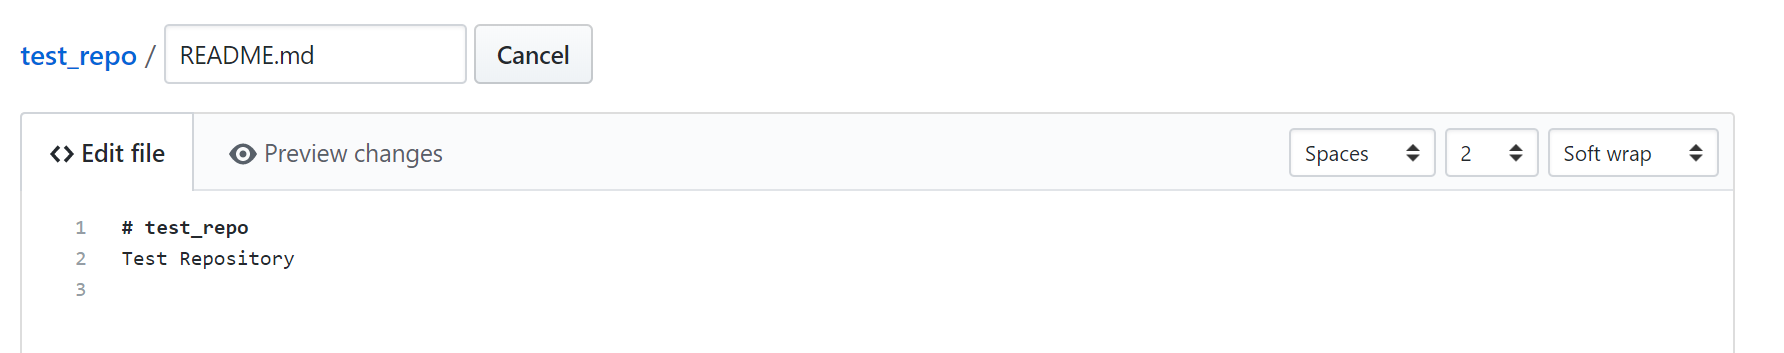 test_repo / README.md Cancel
<> Edit file Preview changes Spaces 2 Soft wrap
1 # test_repo
2 Test Repository
3